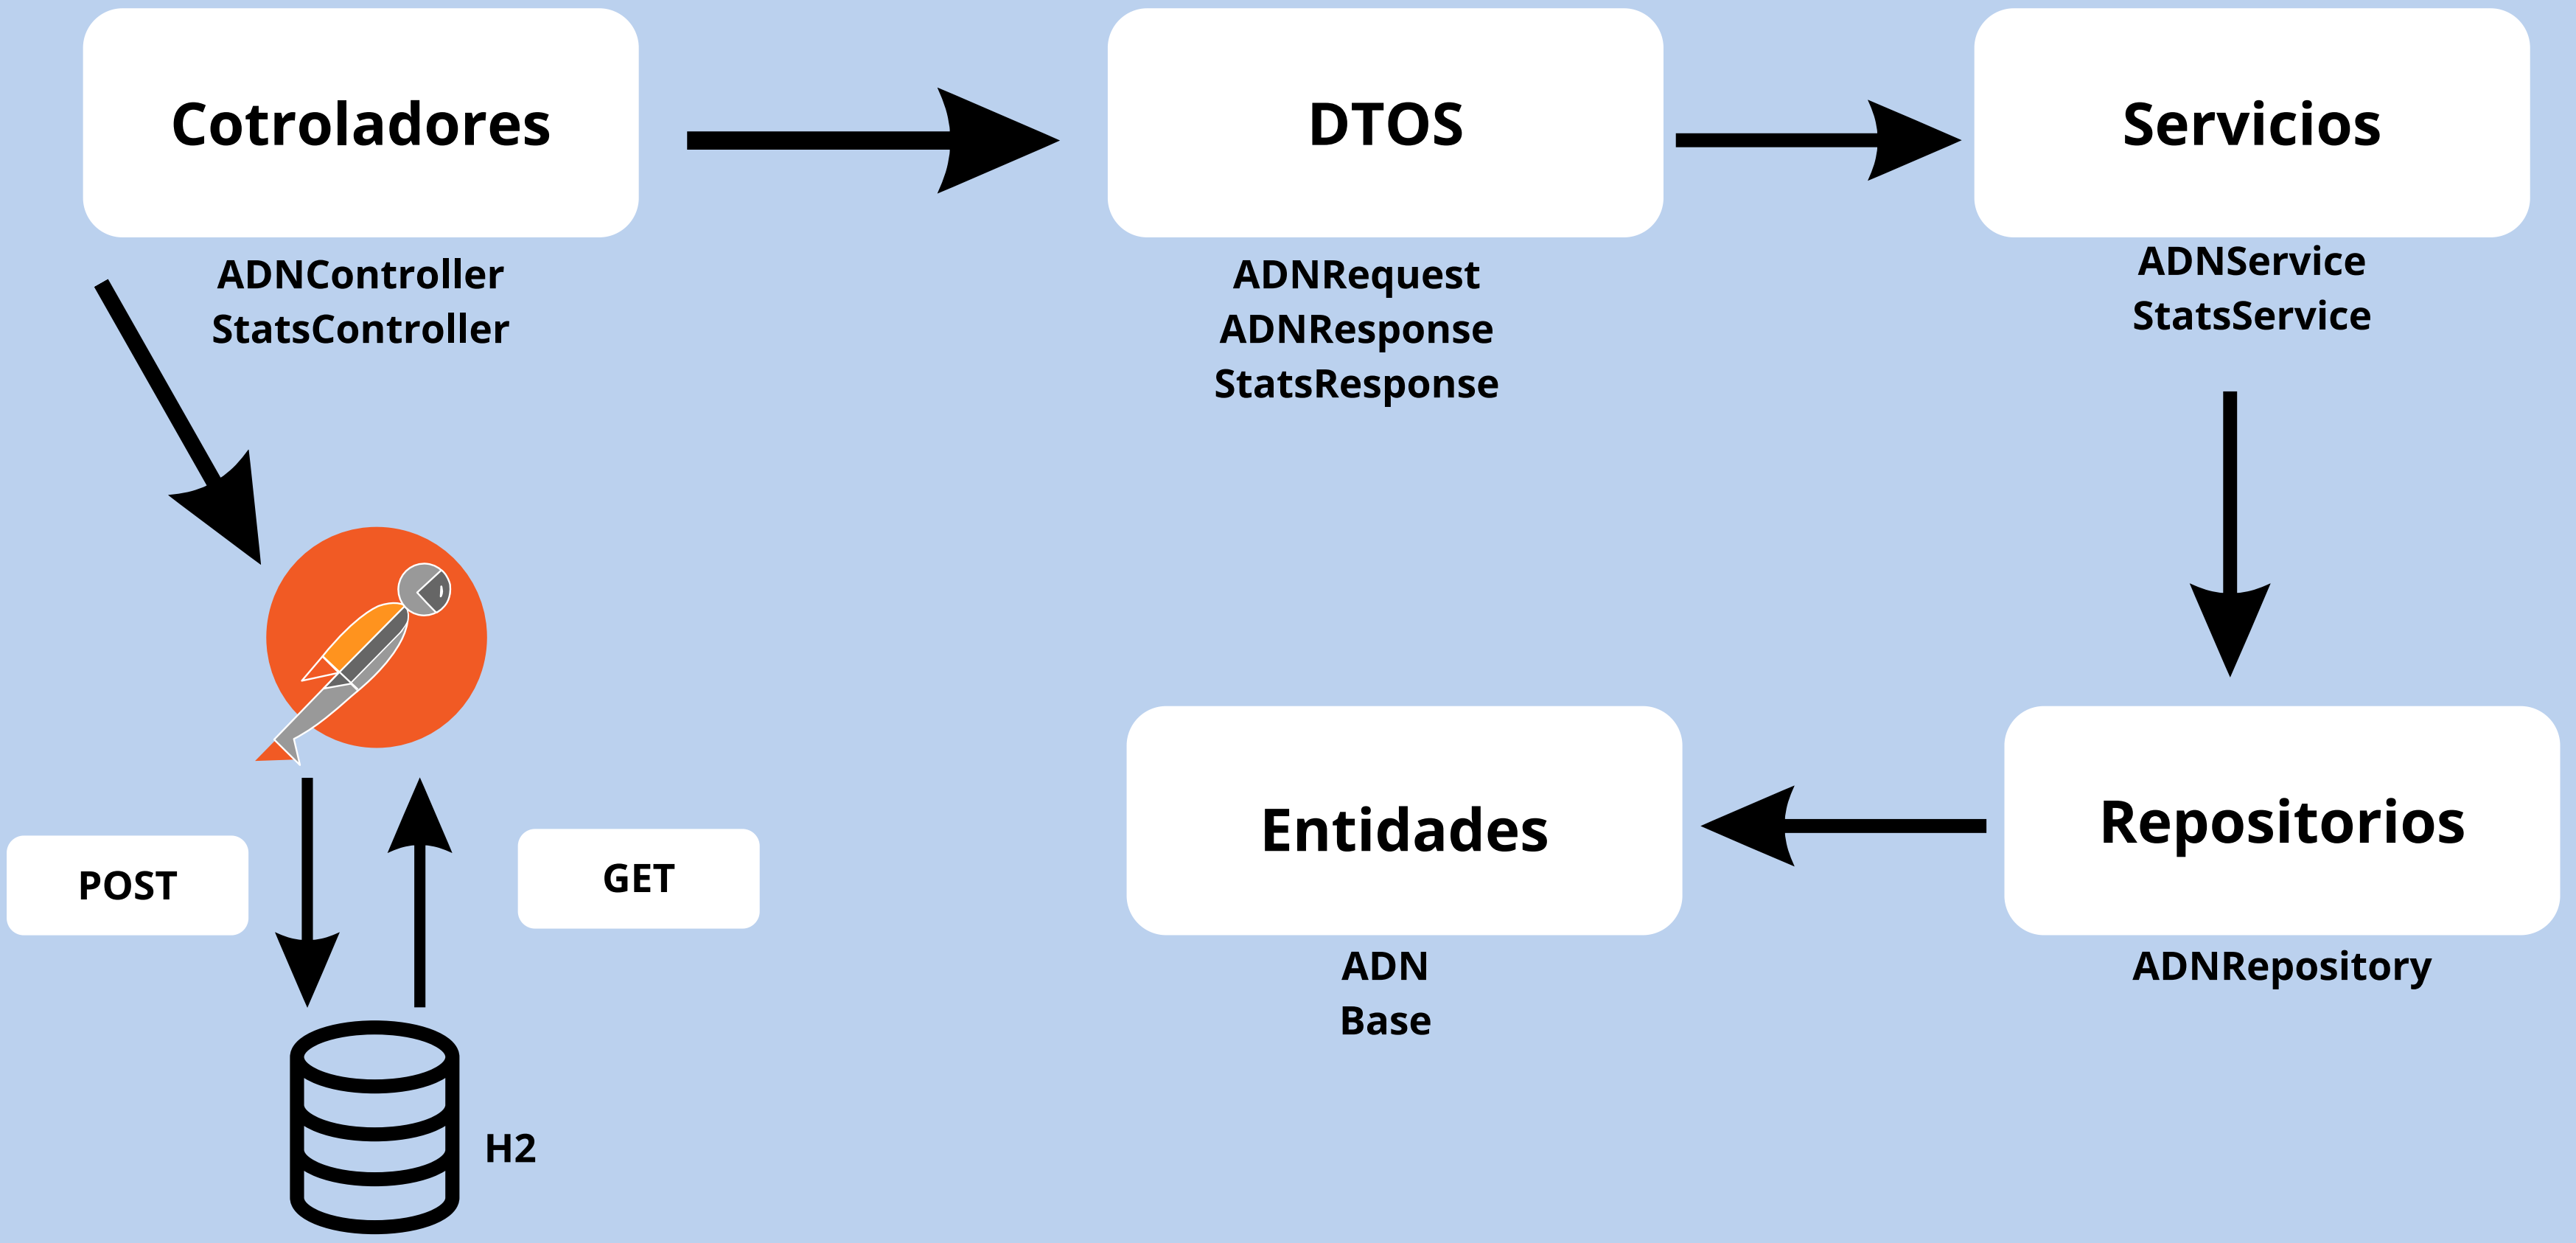 Cotroladores
ADNController
StatsController
DTOS
ADNRequest
ADNResponse
StatsResponse
Servicios
ADNService
StatsService
Repositorios
ADNRepository
Entidades
ADN
Base
POST
GET
H2